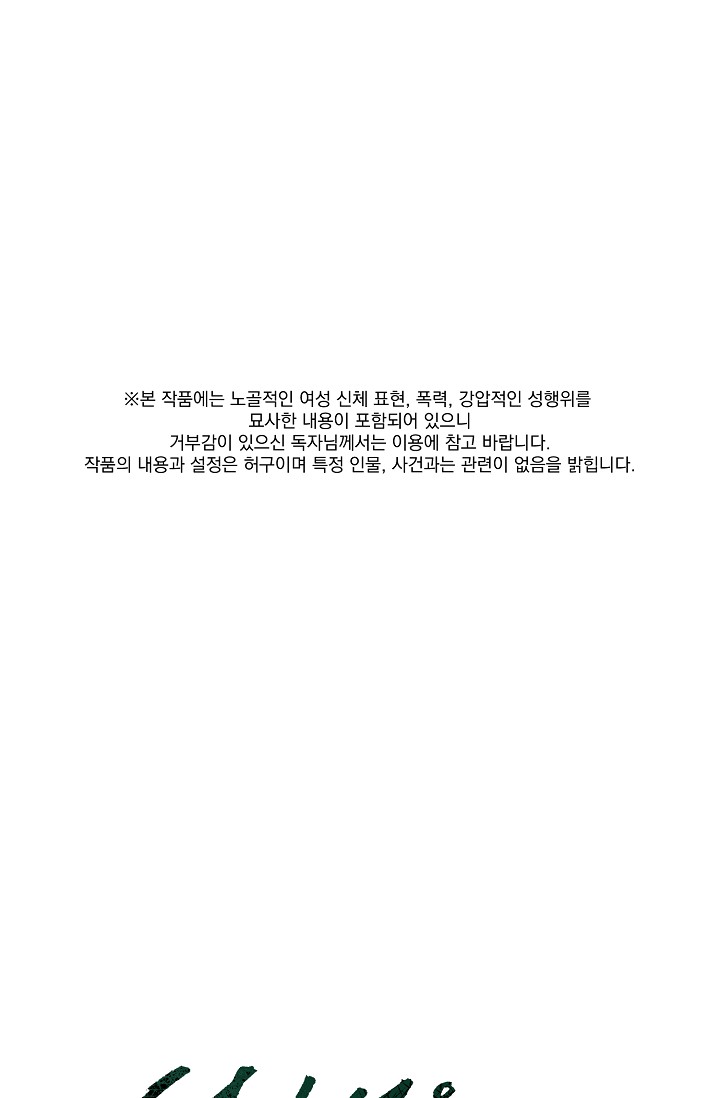 ※본 작품에는 노골적인 여성 신체 표현, 폭력, 강압적인 성행위를
묘사한 내용이 포함되어 있으니
거부감이 있으신 독자님께서는 이용에 참고 바랍니다.
작품의 내용과 설정은 허구이며 특정 인물, 사건과는 관련이 없음을 밝힙니다.